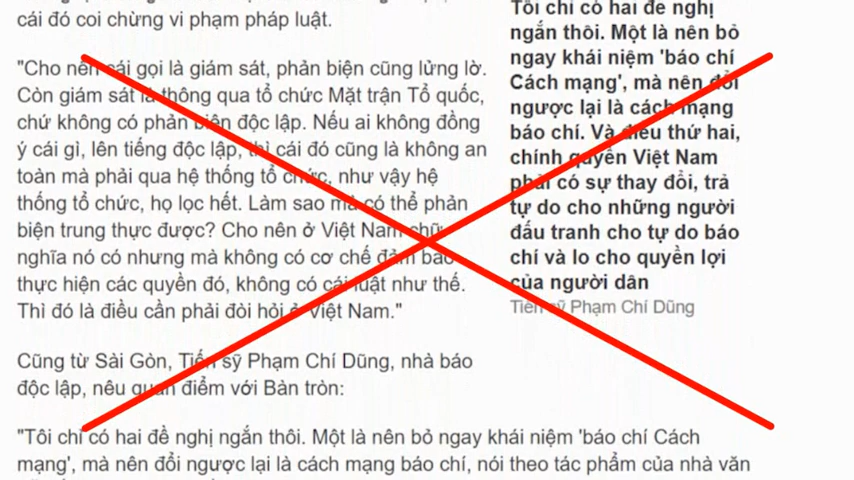 cái đó coi chừng vi phạm pháp luật.
"Cho nên cái gọi là giám sát, phản biện cũng lửng lờ.
Còn giám sát là thông qua tổ chức Mặt trận Tổ quốc,
chứ không có phản biện độc lập. Nếu ai không đồng
ý cái gì, lên tiếng độc lập, thì cái đó cũng là không an
toàn mà phải qua hệ thống tổ chức, như vậy hệ
thống tổ chức, họ lọc hết. Làm sao mà có thể phản
biện trung thực được? Cho nên ở Việt Nam chữ
nghĩa nó có nhưng mà không có cơ chế đảm bảo
thực hiện các quyền đó, không có cái luật như thế.
Thì đó là điều cần phải đòi hỏi ở Việt Nam."
Cũng từ Sài Gòn, Tiến sỹ Phạm Chí Dũng, nhà báo
độc lập, nêu quan điểm với Bàn tròn:
"Tôi chỉ có hai đề nghị ngắn thôi. Một là nên bỏ ngay khái niệm 'báo chí Cách
mạng', mà nên đổi ngược lại là cách mạng báo chí, nói theo tác phẩm của nhà văn
Tôi chỉ có hai đề nghị
ngắn thôi. Một là nên bỏ
ngay khái niệm 'báo chí
Cách mạng', mà nên đổi
ngược lại là cách mạng
báo chí. Và điều thứ hai,
chính quyền Việt Nam
phải có sự thay đổi, trả
tự do cho những người
đấu tranh cho tự do báo
chí và lo cho quyền lợi
của người dân
Tiến sỹ Phạm Chí Dũng